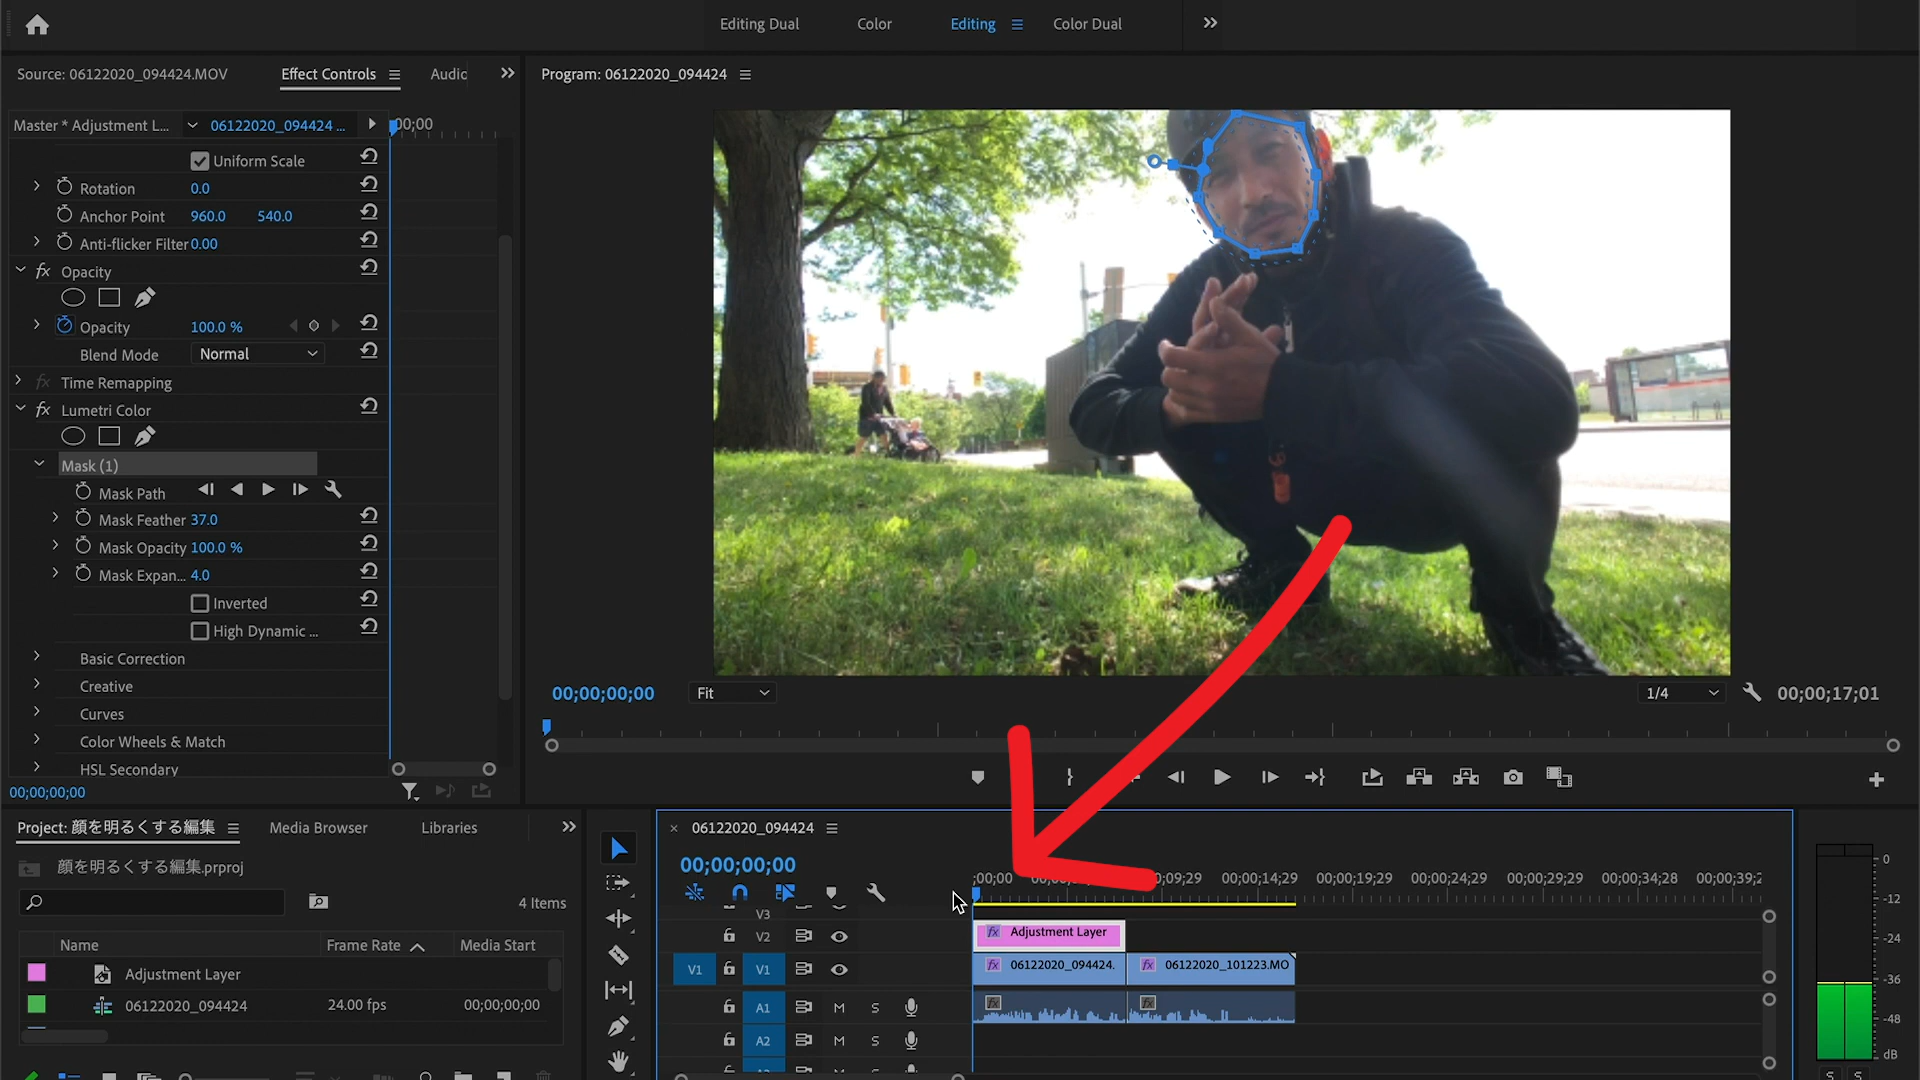 Editing Dual
Color
Editing
Color Dual
Source: 06122020_094424.MOV
Effect Controls
Audio
Program: 06122020_094424
Master * Adjustment L...
06122020_094424 ...
00;00
Uniform Scale
Rotation 0.0
Anchor Point 960.0 540.0
Anti-flicker Filter 0.00
fx Opacity
Opacity 100.0 %
Blend Mode Normal
fx Time Remapping
fx Lumetri Color
Mask (1)
Mask Path
Mask Feather 37.0
Mask Opacity 100.0 %
Mask Expan... 4.0
Inverted
High Dynamic ...
Basic Correction
Creative
Curves
Color Wheels & Match
HSL Secondary
00;00;00;00
00;00;00;00
Fit
1/4
00;00;17;01
Project: 顔を明るくする編集
Media Browser
Libraries
顔を明るくする編集.prproj
4 Items
Name Frame Rate Media Start
Adjustment Layer
06122020_094424 24.00 fps 00;00;00;00
06122020_094424
00;00;00;00
;00;00
09;29 00;00;14;29 00;00;19;29 00;00;24;29 00;00;29;29 00;00;34;28 00;00;39;2
V3
V2
fx Adjustment Layer
V1 V1
fx 06122020_094424.
fx 06122020_101223.MO
A1 M S
fx
fx
A2 M S
0
-12
-24
-36
-48
dB
S S